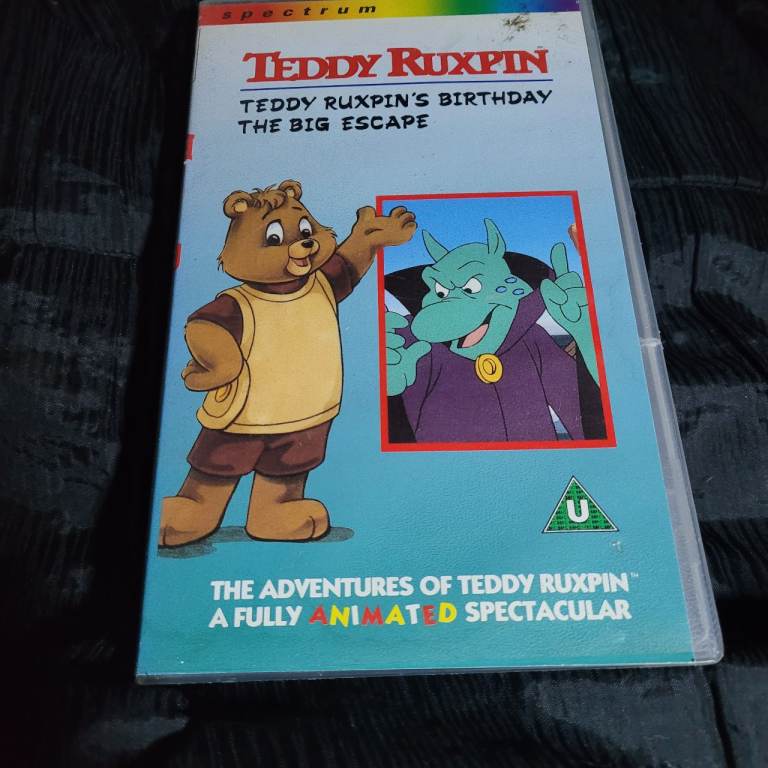 spectrum
TEDDY RUXPIN
TEDDY RUXPIN'S BIRTHDAY
THE BIG ESCAPE
U
THE ADVENTURES OF TEDDY RUXPIN™
A FULLY ANIMATED SPECTACULAR